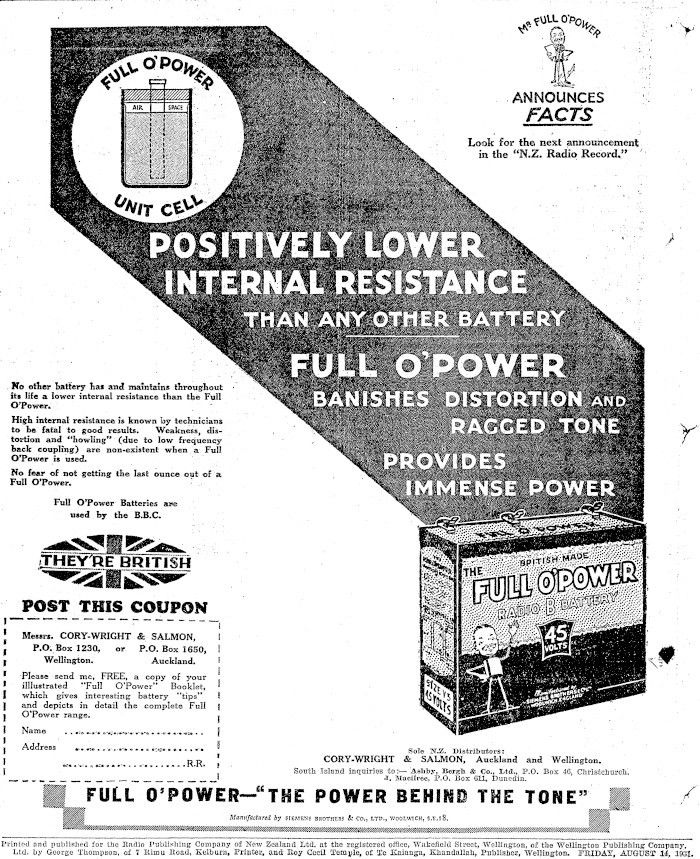 FULL O'POWER
AIR SPACE
UNIT CELL
MR FULL O'POWER
ANNOUNCES
FACTS
Look for the next announcement
in the "N.Z. Radio Record."
POSITIVELY LOWER
INTERNAL RESISTANCE
THAN ANY OTHER BATTERY
FULL O'POWER
BANISHES DISTORTION AND
RAGGED TONE
PROVIDES
IMMENSE POWER
No other battery has and maintains throughout
its life a lower internal resistance than the Full
O'Power.
High internal resistance is known by technicians
to be fatal to good results. Weakness, dis-
tortion and "howling" (due to low frequency
back coupling) are non-existent when a Full
O'Power is used.
No fear of not getting the last ounce out of a
Full O'Power.
Full O'Power Batteries are
used by the B.B.C.
THEY'RE BRITISH
POST THIS COUPON
Messrs. CORY-WRIGHT & SALMON,
P.O. Box 1230, or P.O. Box 1650,
Wellington. Auckland.
Please send me, FREE, a copy of your
illustrated "Full O'Power" Booklet,
which gives interesting battery "tips"
and depicts in detail the complete Full
O'Power range.
Name
Address
R.R.
BRITISH MADE
THE
FULL O'POWER
RADIO B BATTERY
45
VOLTS
45 VOLTS
Sole N.Z. Distributors:
CORY-WRIGHT & SALMON, Auckland and Wellington.
South Island inquiries to:— Ashby, Bergh & Co., Ltd., P.O. Box 46, Christchurch.
J. Macifree, P.O. Box 611, Dunedin.
FULL O'POWER—"THE POWER BEHIND THE TONE"
Manufactured by SIEMENS BROTHERS & CO., LTD., WOOLWICH, S.E.18.
Printed and published for the Radio Publishing Company of New Zealand Ltd. at the registered office, Wakefield Street, Wellington, of the Wellington Publishing Company,
Ltd. by George Thompson, of 7 Rimu Road, Kelburn, Printer, and Roy Cecil Temple, of Te Kainga, Khandallah, Publisher, Wellington. FRIDAY, AUGUST 14, 1931.